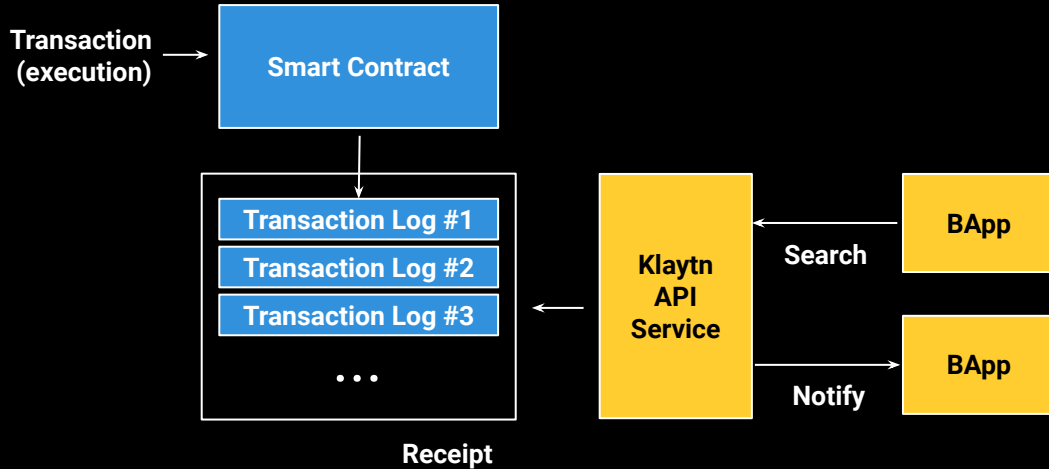 Transaction
(execution)
Smart Contract
Transaction Log #1
Transaction Log #2
Transaction Log #3
...
Receipt
Klaytn
API
Service
Search
Notify
BApp
BApp